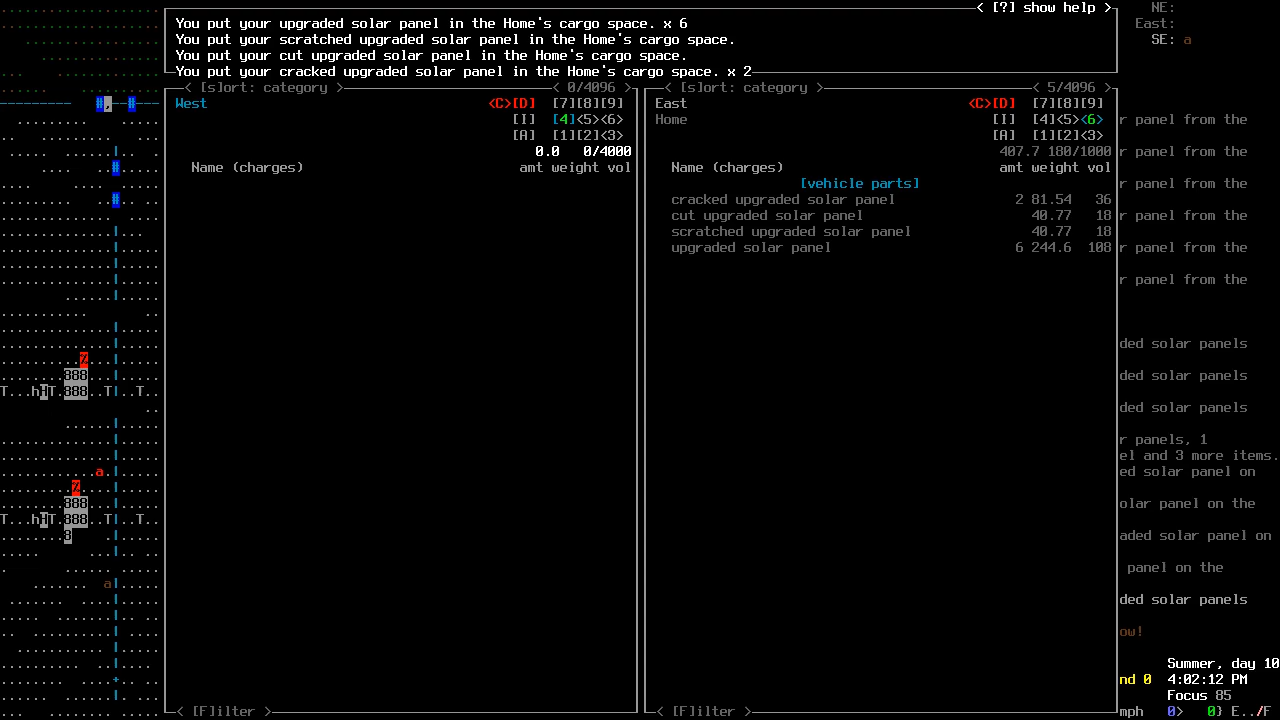 < [?] show help >
NE:
You put your upgraded solar panel in the Home's cargo space. x 6
East:
You put your scratched upgraded solar panel in the Home's cargo space.
SE: a
You put your cut upgraded solar panel in the Home's cargo space.
You put your cracked upgraded solar panel in the Home's cargo space. x 2
< [s]ort: category > < 0/4096 >
West <C>[D] [7][8][9]
[I] [4]<5><6>
[A] [1][2]<3>
0.0 0/4000
Name (charges) amt weight vol
< [F]ilter >
< [s]ort: category > < 5/4096 >
East <C>[D] [7][8][9]
Home [I] [4]<5><6>
[A] [1][2]<3>
407.7 180/1000
Name (charges) amt weight vol
[vehicle parts]
cracked upgraded solar panel 2 81.54 36
cut upgraded solar panel 40.77 18
scratched upgraded solar panel 40.77 18
upgraded solar panel 6 244.6 108
< [F]ilter >
r panel from the
r panel from the
r panel from the
r panel from the
r panel from the
r panel from the
ded solar panels
ded solar panels
ded solar panels
r panels, 1
el and 3 more items.
ed solar panel on
olar panel on the
aded solar panel on
panel on the
ded solar panels
ow!
Summer, day 10
nd 0 4:02:12 PM
Focus 85
mph 0> 0} E../F